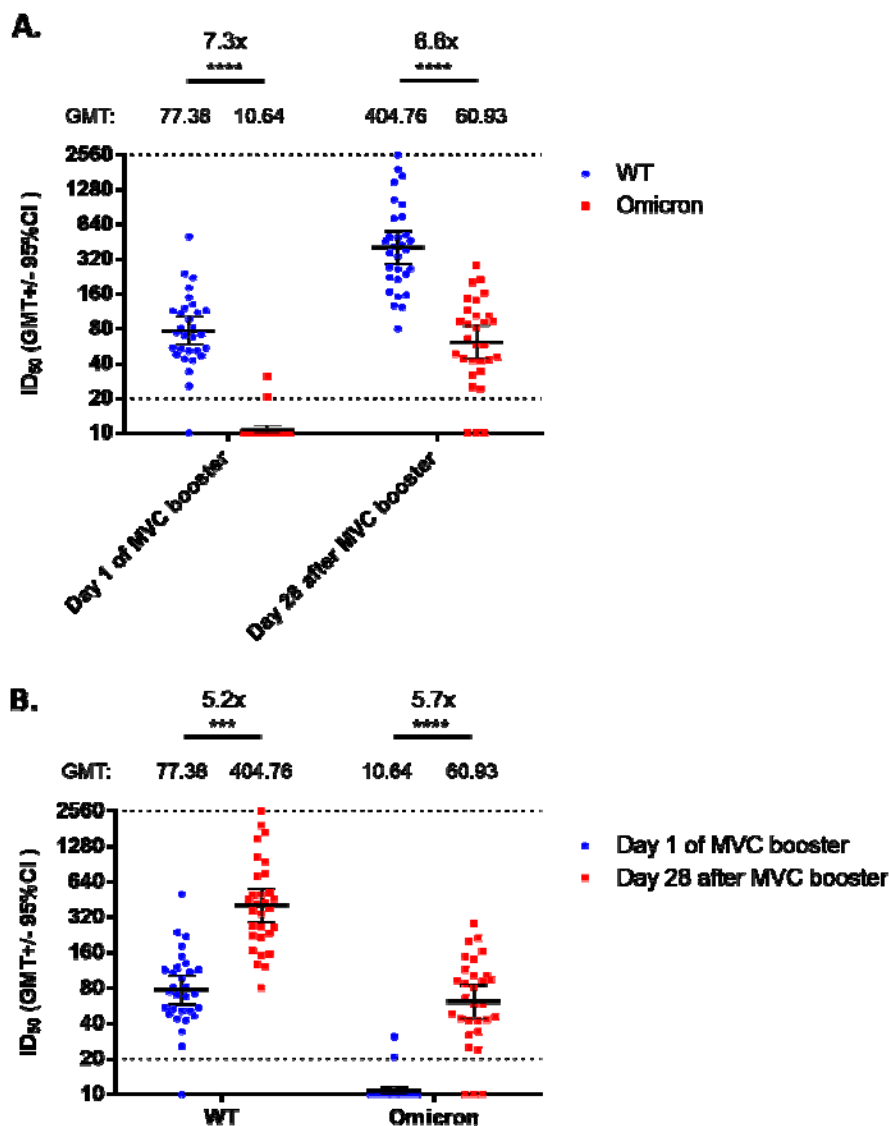 A.
7.3x 6.6x
**** ****
GMT: 77.38 10.64 404.76 60.93
2560
1280
640
320
160
80
40
20
10
ID50 (GMT+/- 95%CI )
WT
Omicron
Day 1 of MVC booster
Day 28 after MVC booster
B.
5.2x 5.7x
*** ****
GMT: 77.38 404.76 10.64 60.93
2560
1280
640
320
160
80
40
20
10
ID50 (GMT+/- 95%CI )
Day 1 of MVC booster
Day 28 after MVC booster
WT Omicron